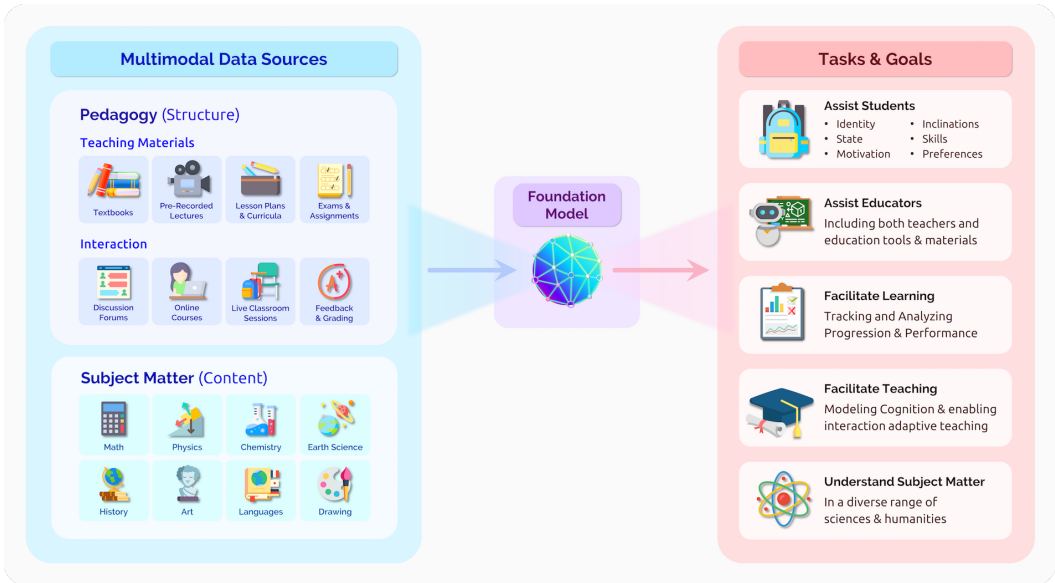 Multimodal Data Sources
Pedagogy (Structure)
Teaching Materials
Textbooks
Pre-Recorded
Lectures
Lesson Plans
& Curricula
Exams &
Assignments
Interaction
Discussion
Forums
Online
Courses
Live Classroom
Sessions
A+
Feedback
& Grading
Subject Matter (Content)
Math
Physics
Chemistry
Earth Science
History
Art
Languages
Drawing
Foundation
Model
Tasks & Goals
Assist Students
• Identity
• State
• Motivation
• Inclinations
• Skills
• Preferences
Assist Educators
Including both teachers and
education tools & materials
Facilitate Learning
Tracking and Analyzing
Progression & Performance
Facilitate Teaching
Modeling Cognition & enabling
interaction adaptive teaching
Understand Subject Matter
In a diverse range of
sciences & humanities